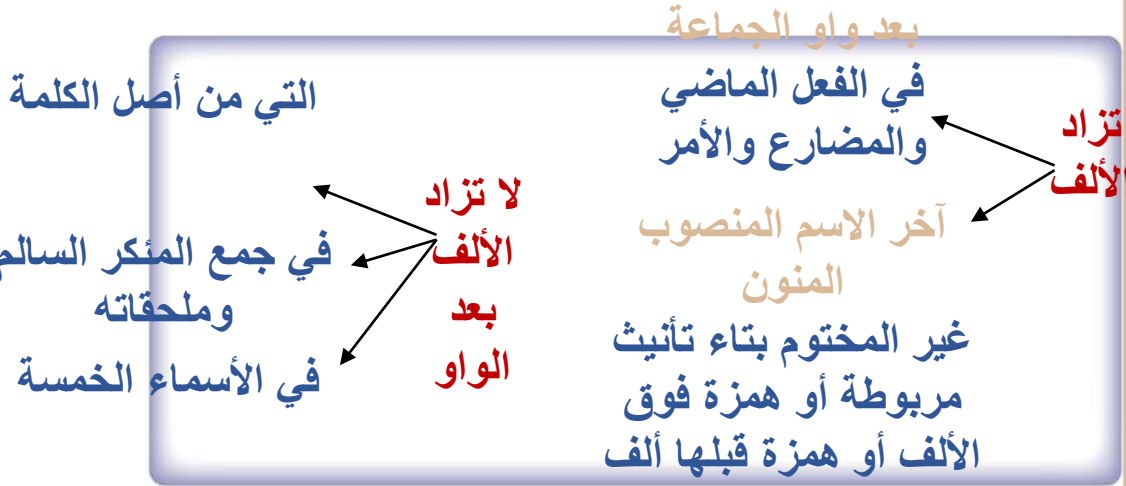 تزاد
الألف
بعد واو الجماعة
في الفعل الماضي
والمضارع والأمر
آخر الاسم المنصوب
المنون
غير المختوم بتاء تأنيث
مربوطة أو همزة فوق
الألف أو همزة قبلها ألف
لا تزاد
الألف
بعد
الواو
التي من أصل الكلمة
في جمع المذكر السالم
وملحقاته
في الأسماء الخمسة